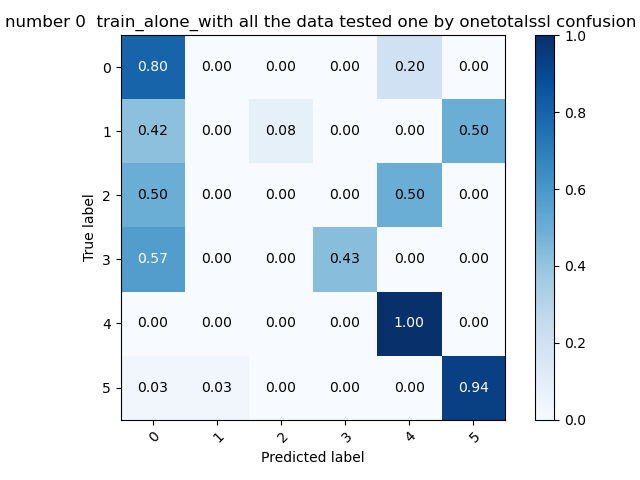 number 0  train_alone_with all the data tested one by onetotalssl confusion
0 0.80 0.00 0.00 0.00 0.20 0.00
1 0.42 0.00 0.08 0.00 0.00 0.50
2 0.50 0.00 0.00 0.00 0.50 0.00
3 0.57 0.00 0.00 0.43 0.00 0.00
4 0.00 0.00 0.00 0.00 1.00 0.00
5 0.03 0.03 0.00 0.00 0.00 0.94
0 1 2 3 4 5
True label
Predicted label
1.0
0.8
0.6
0.4
0.2
0.0